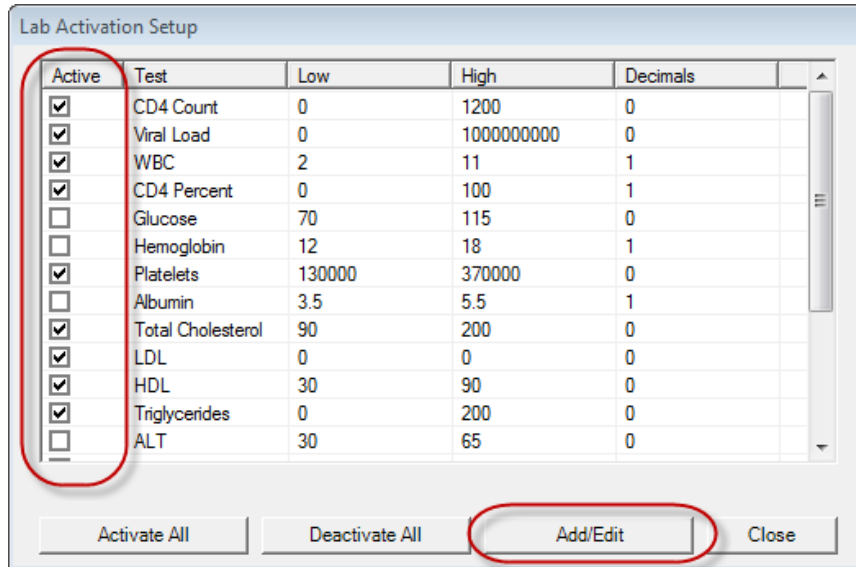 Lab Activation Setup
Active Test Low High Decimals
CD4 Count 0 1200 0
Viral Load 0 1000000000 0
WBC 2 11 1
CD4 Percent 0 100 1
Glucose 70 115 0
Hemoglobin 12 18 1
Platelets 130000 370000 0
Albumin 3.5 5.5 1
Total Cholesterol 90 200 0
LDL 0 0 0
HDL 30 90 0
Triglycerides 0 200 0
ALT 30 65 0
Activate All Deactivate All Add/Edit Close